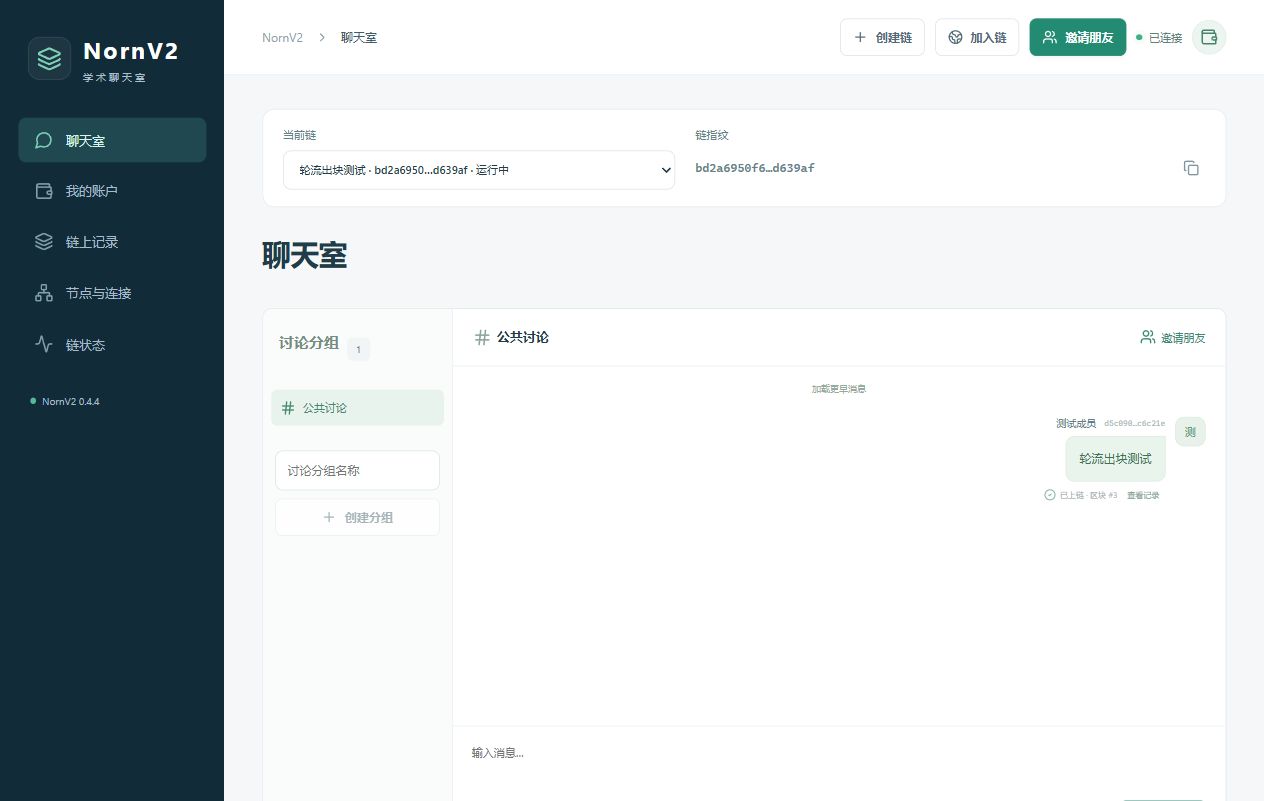 NornV2
学术聊天室
聊天室
我的账户
链上记录
节点与连接
链状态
NornV2 0.4.4
NornV2 > 聊天室
创建链
加入链
邀请朋友
已连接
当前链
轮流出块测试 · bd2a6950...d639af · 运行中
链指纹
bd2a6950f6…d639af
聊天室
讨论分组 1
# 公共讨论
讨论分组名称
+ 创建分组
# 公共讨论
邀请朋友
加载更早消息
测试成员 d5c090…c6c21e
测
轮流出块测试
已上链 · 区块 #3 查看记录
输入消息...